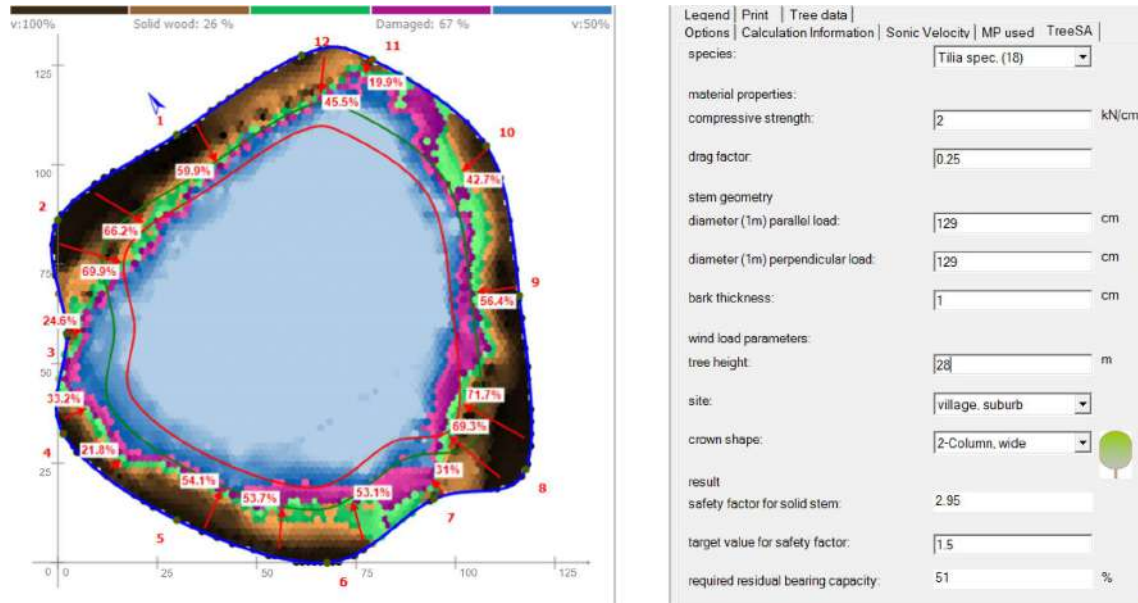 v:100%
Solid wood: 26 %
Damaged: 67 %
v:50%
12
11
125
19.9%
45.5%
1
10
100
59.9%
42.7%
2
66.2%
75
69.9%
9
24.6%
56.4%
3
50
33.2%
71.7%
69.3%
4
21.8%
31%
25
54.1%
53.7%
53.1%
8
7
5
0
0
25
50
75
100
125
6
Legend | Print | Tree data |
Options | Calculation Information | Sonic Velocity | MP used TreeSA |
species: Tilia spec. (18)
material properties:
compressive strength: 2 kN/cm
drag factor: 0.25
stem geometry
diameter (1m) parallel load: 129 cm
diameter (1m) perpendicular load: 129 cm
bark thickness: 1 cm
wind load parameters:
tree height: 28 m
site: village, suburb
crown shape: 2-Column, wide
result
safety factor for solid stem: 2.95
target value for safety factor: 1.5
required residual bearing capacity: 51 %